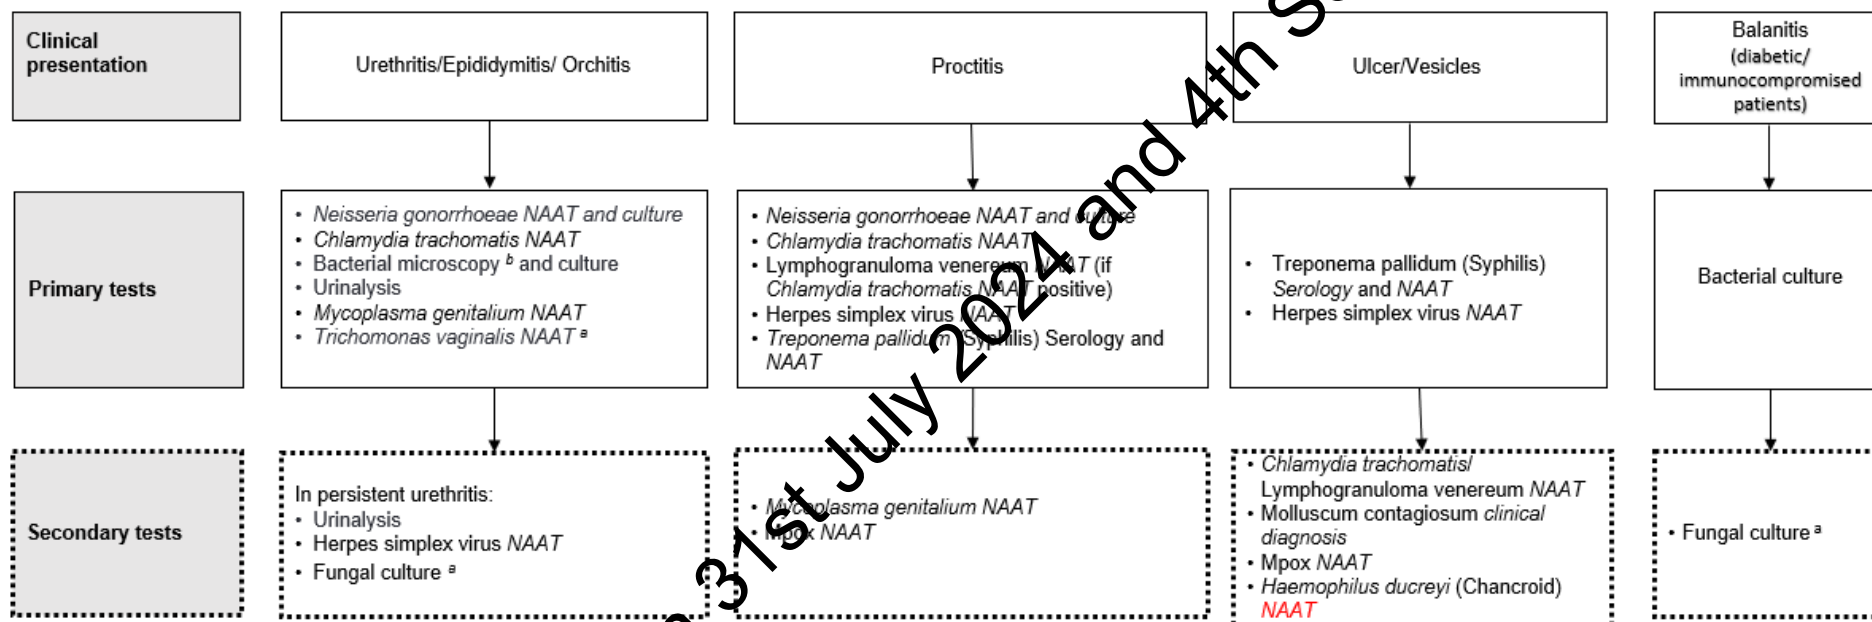 Clinical
presentation
Urethritis/Epididymitis/ Orchitis
Proctitis
Ulcer/Vesicles
Balanitis
(diabetic/
immunocompromised
patients)
Primary tests
• Neisseria gonorrhoeae NAAT and culture
• Chlamydia trachomatis NAAT
• Bacterial microscopy b and culture
• Urinalysis
• Mycoplasma genitalium NAAT
• Trichomonas vaginalis NAAT a
• Neisseria gonorrhoeae NAAT and culture
• Chlamydia trachomatis NAAT
• Lymphogranuloma venereum NAAT (if
Chlamydia trachomatis NAAT positive)
• Herpes simplex virus NAAT
• Treponema pallidum (Syphilis) Serology and
NAAT
• Treponema pallidum (Syphilis)
Serology and NAAT
• Herpes simplex virus NAAT
Bacterial culture
Secondary tests
In persistent urethritis:
• Urinalysis
• Herpes simplex virus NAAT
• Fungal culture a
• Mycoplasma genitalium NAAT
• Mpox NAAT
• Chlamydia trachomatis/
Lymphogranuloma venereum NAAT
• Molluscum contagiosum clinical
diagnosis
• Mpox NAAT
• Haemophilus ducreyi (Chancroid)
NAAT
• Fungal culture a
31st July 2024 and 4th